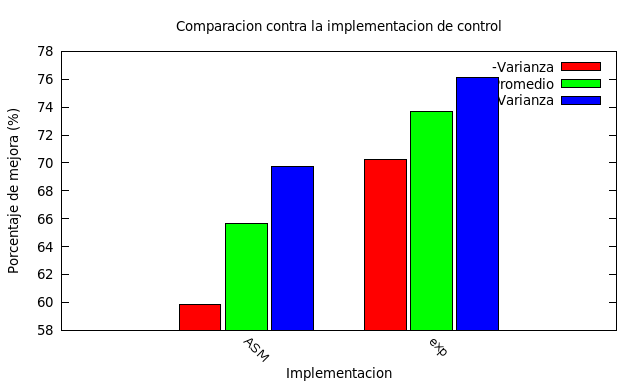 Comparacion contra la implementacion de control
78
76
74
72
70
68
66
64
62
60
58
Porcentaje de mejora (%)
-Varianza
romedio
Varianza
ASM
exp
Implementacion